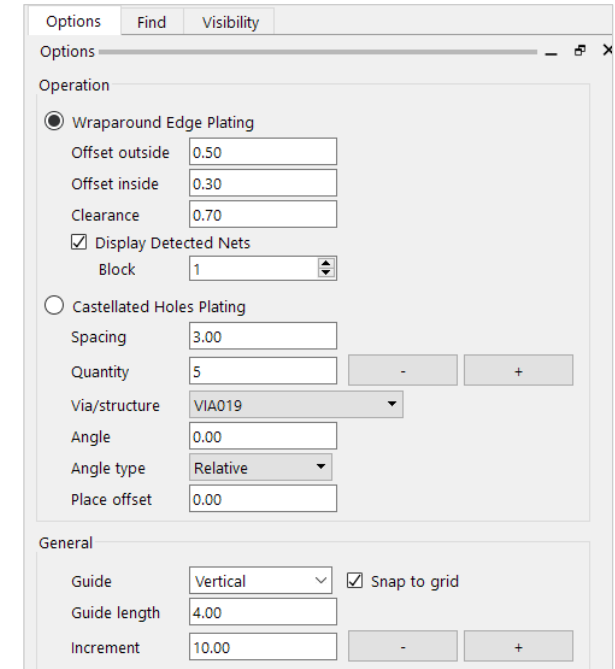 Options Find Visibility
Options
Operation
Wraparound Edge Plating
Offset outside 0.50
Offset inside 0.30
Clearance 0.70
Display Detected Nets
Block 1
Castellated Holes Plating
Spacing 3.00
Quantity 5 - +
Via/structure VIA019
Angle 0.00
Angle type Relative
Place offset 0.00
General
Guide Vertical Snap to grid
Guide length 4.00
Increment 10.00 - +